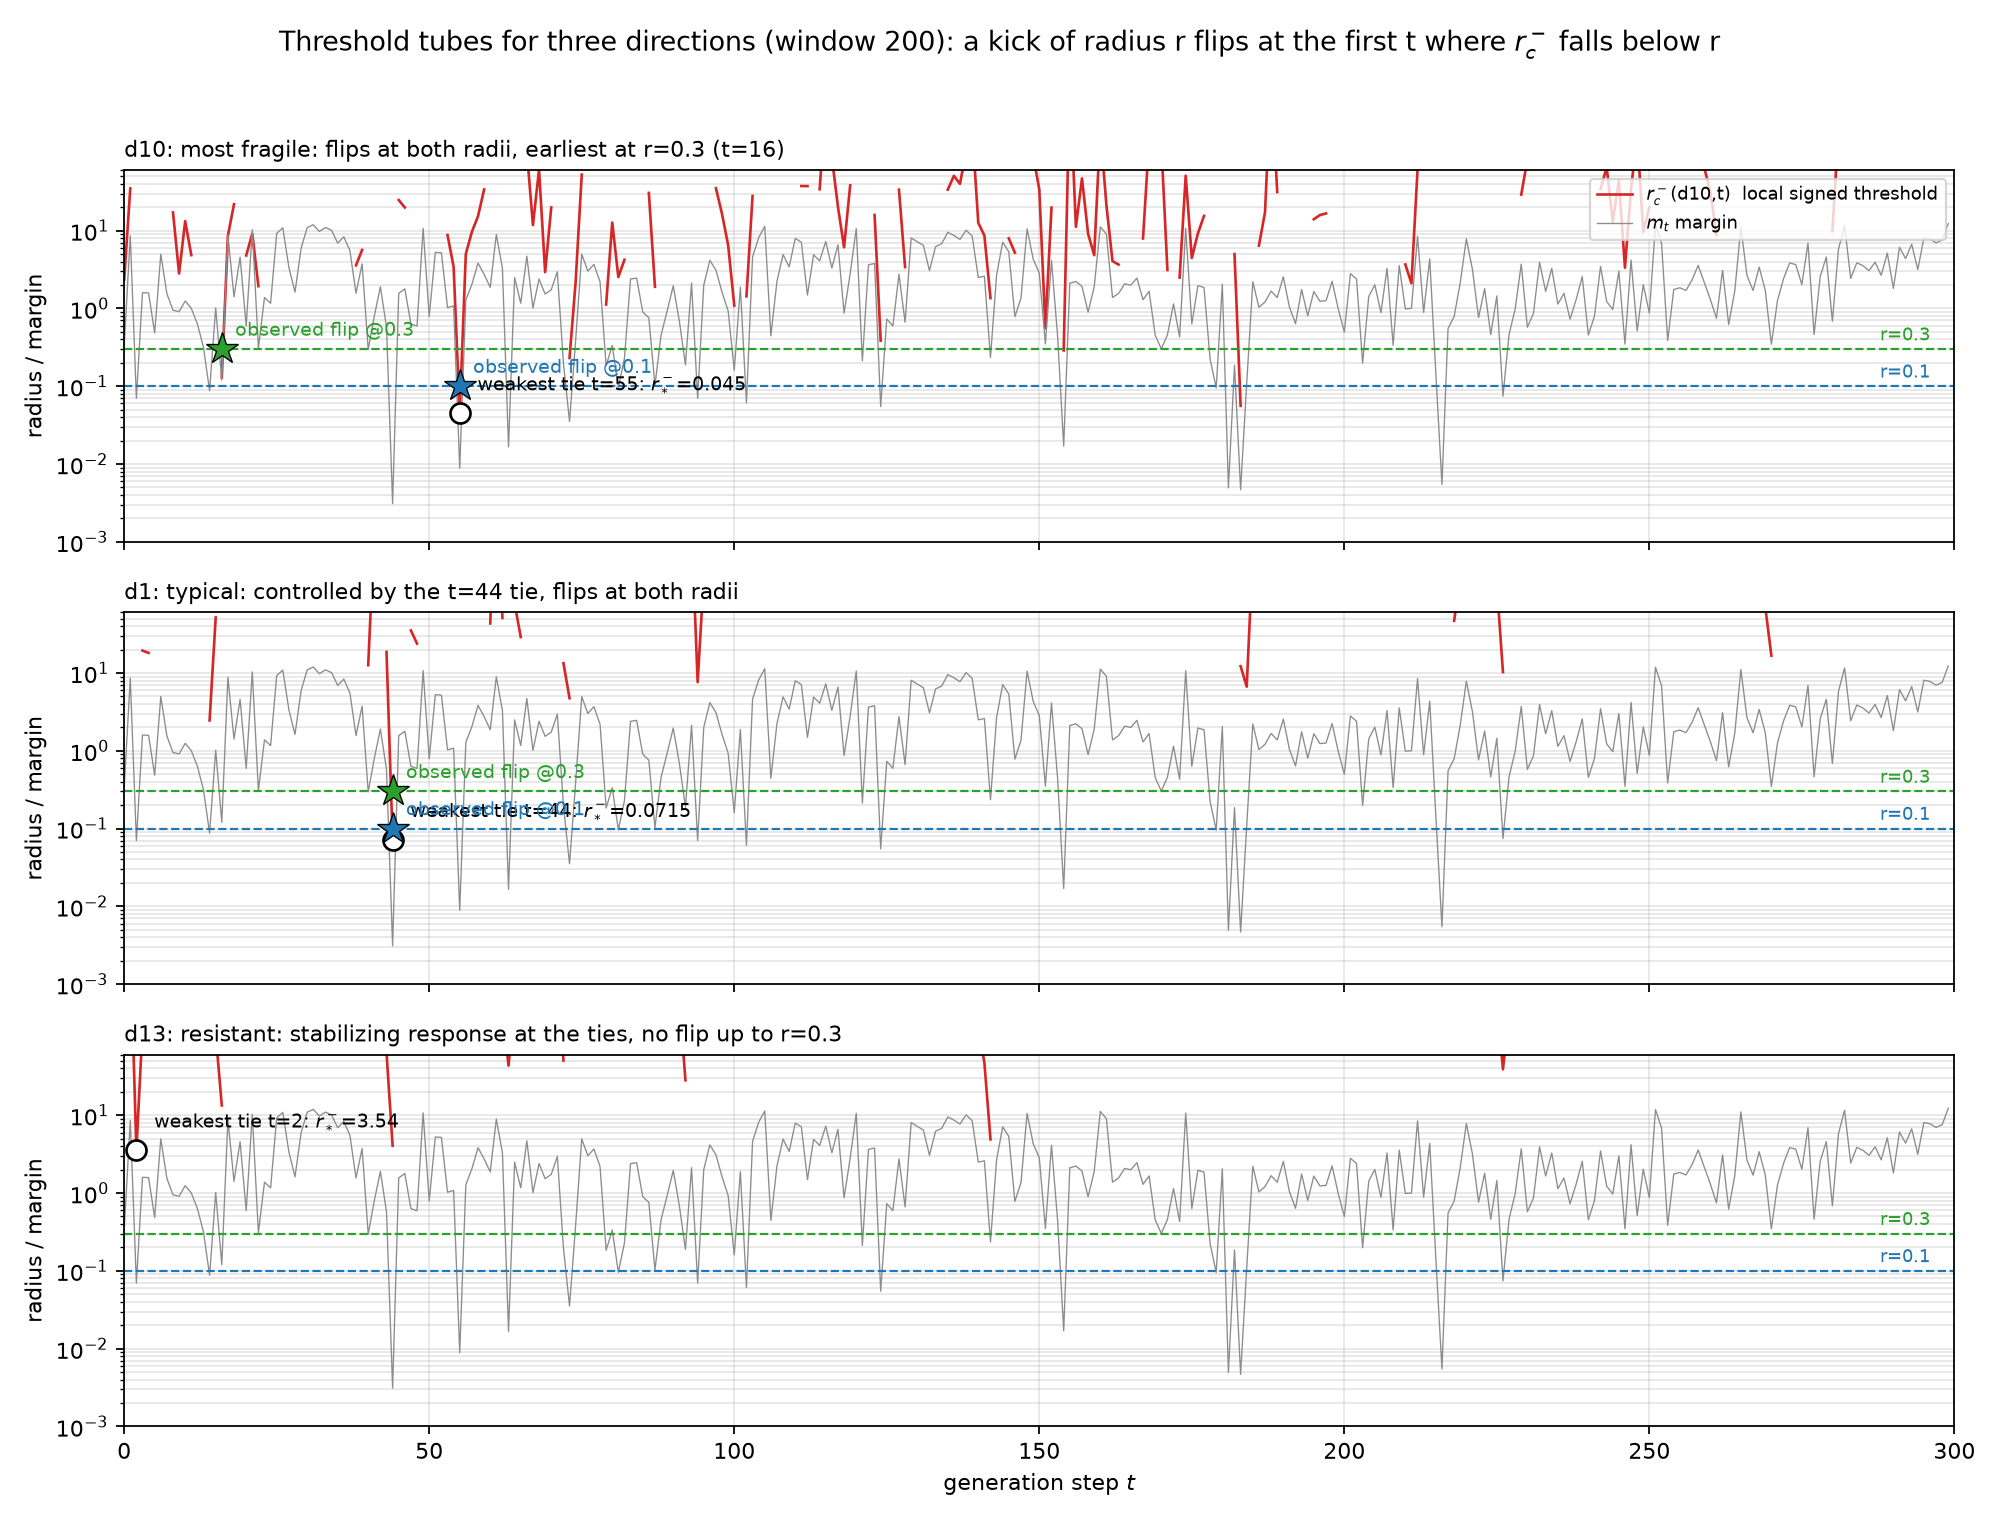 Threshold tubes for three directions (window 200): a kick of radius r flips at the first t where r_c^- falls below r
d10: most fragile: flips at both radii, earliest at r=0.3 (t=16)
r_c^-(d10,t) local signed threshold
m_t margin
10^1
10^0
10^-1
10^-2
10^-3
radius / margin
observed flip @0.3
observed flip @0.1
weakest tie t=55: r_*^-=0.045
r=0.3
r=0.1
d1: typical: controlled by the t=44 tie, flips at both radii
10^1
10^0
10^-1
10^-2
10^-3
radius / margin
observed flip @0.3
observed flip @0.1
weakest tie t=44: r_*^-=0.0715
r=0.3
r=0.1
d13: resistant: stabilizing response at the ties, no flip up to r=0.3
10^1
10^0
10^-1
10^-2
10^-3
radius / margin
weakest tie t=2: r_*^-=3.54
r=0.3
r=0.1
0 50 100 150 200 250 300
generation step t